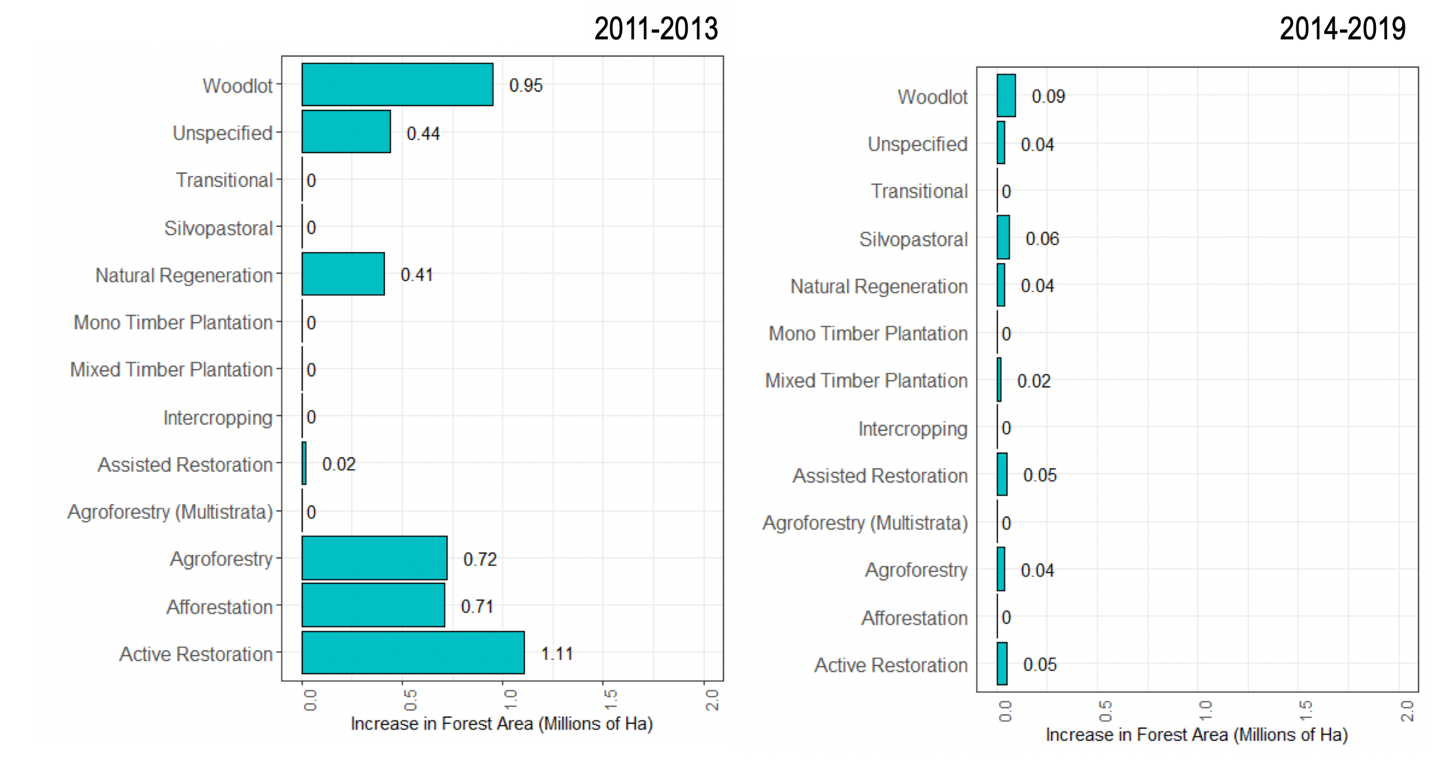 2011-2013
Woodlot 0.95
Unspecified 0.44
Transitional 0
Silvopastoral 0
Natural Regeneration 0.41
Mono Timber Plantation 0
Mixed Timber Plantation 0
Intercropping 0
Assisted Restoration 0.02
Agroforestry (Multistrata) 0
Agroforestry 0.72
Afforestation 0.71
Active Restoration 1.11
0.0 0.5 1.0 1.5 2.0
Increase in Forest Area (Millions of Ha)
2014-2019
Woodlot 0.09
Unspecified 0.04
Transitional 0
Silvopastoral 0.06
Natural Regeneration 0.04
Mono Timber Plantation 0
Mixed Timber Plantation 0.02
Intercropping 0
Assisted Restoration 0.05
Agroforestry (Multistrata) 0
Agroforestry 0.04
Afforestation 0
Active Restoration 0.05
0.0 0.5 1.0 1.5 2.0
Increase in Forest Area (Millions of Ha)